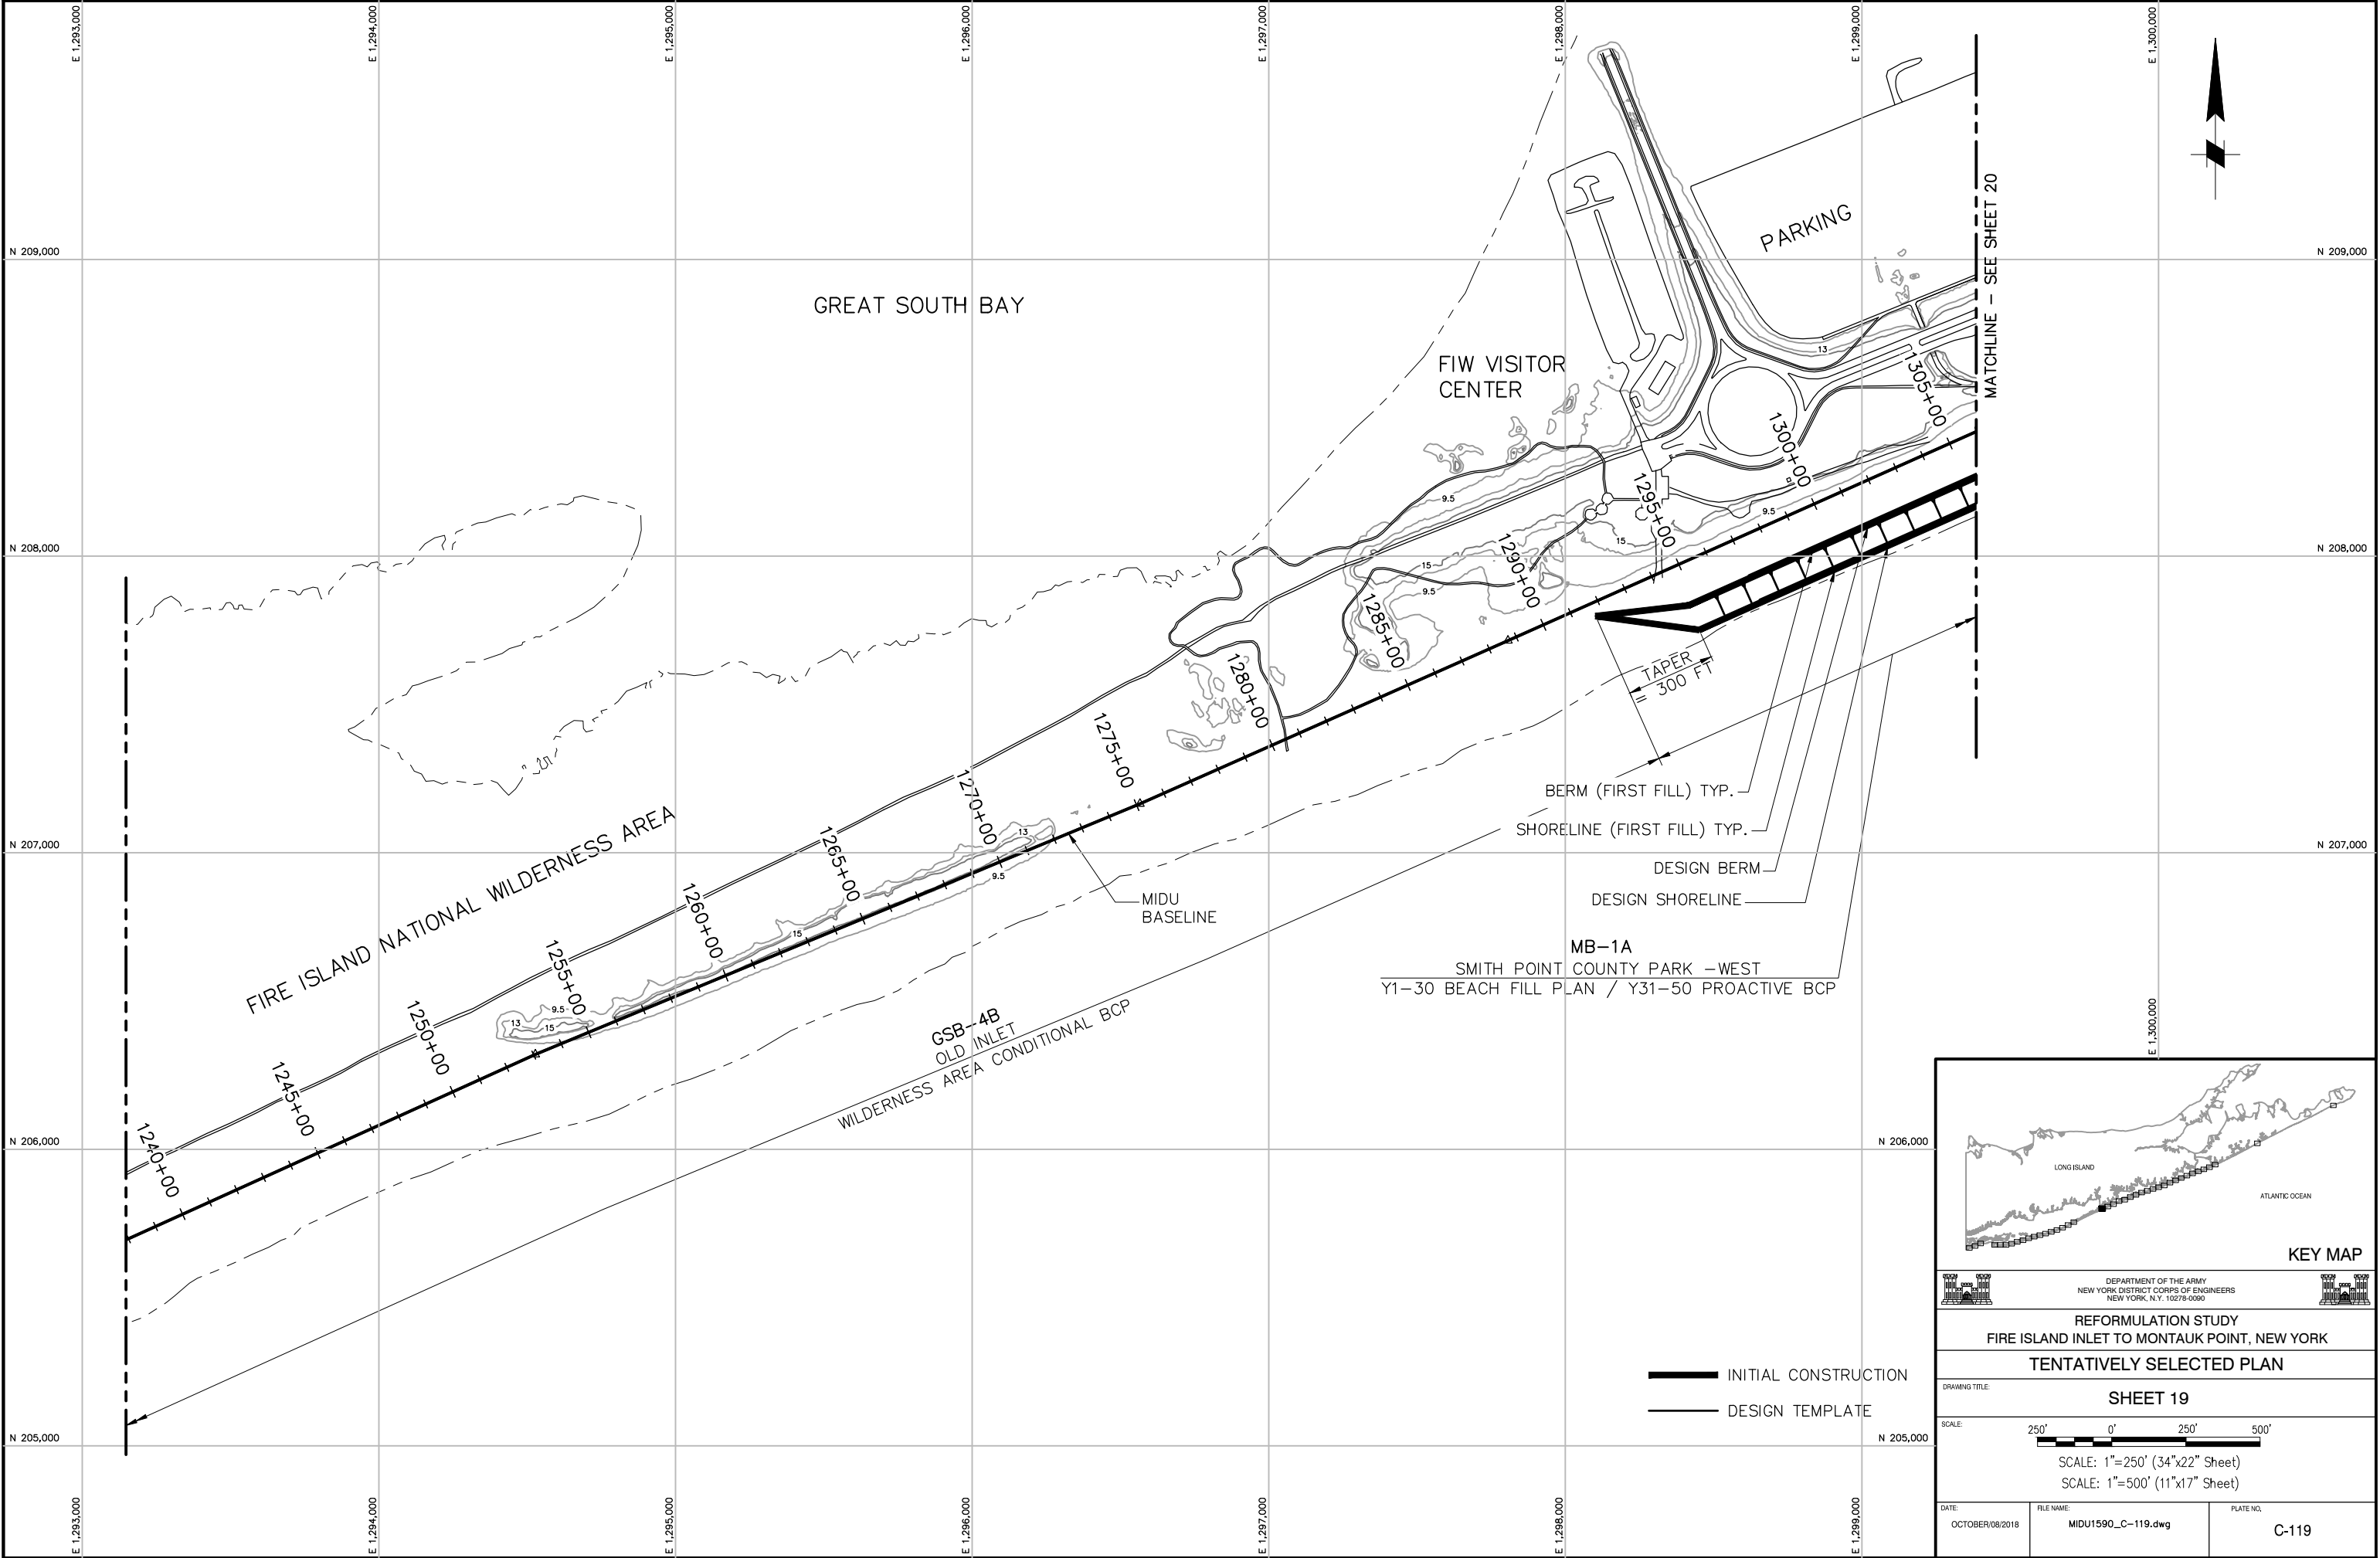 E 1,293,000
E 1,294,000
E 1,295,000
E 1,296,000
E 1,297,000
E 1,298,000
E 1,299,000
E 1,300,000
N 209,000
N 209,000
PARKING
MATCHLINE - SEE SHEET 20
GREAT SOUTH BAY
FIW VISITOR
CENTER
13
1305+00
1300+00
9.5
1295+00
9.5
15
N 208,000
N 208,000
1290+00
15
9.5
1285+00
TAPER
= 300 FT
1280+00
1275+00
BERM (FIRST FILL) TYP.
SHORELINE (FIRST FILL) TYP.
DESIGN BERM
DESIGN SHORELINE
1270+00
13
N 207,000
N 207,000
9.5
1265+00
MIDU
BASELINE
FIRE ISLAND NATIONAL WILDERNESS AREA
1260+00
15
MB-1A
SMITH POINT COUNTY PARK -WEST
Y1-30 BEACH FILL PLAN / Y31-50 PROACTIVE BCP
1255+00
9.5
13
15
GSB-4B
OLD INLET
WILDERNESS AREA CONDITIONAL BCP
1250+00
E 1,300,000
1245+00
1240+00
N 206,000
N 206,000
LONG ISLAND
ATLANTIC OCEAN
KEY MAP
DEPARTMENT OF THE ARMY
NEW YORK DISTRICT CORPS OF ENGINEERS
NEW YORK, N.Y. 10278-0090
REFORMULATION STUDY
FIRE ISLAND INLET TO MONTAUK POINT, NEW YORK
TENTATIVELY SELECTED PLAN
INITIAL CONSTRUCTION
DESIGN TEMPLATE
DRAWING TITLE:
SHEET 19
N 205,000
N 205,000
SCALE:
250' 0' 250' 500'
SCALE: 1"=250' (34"x22" Sheet)
SCALE: 1"=500' (11"x17" Sheet)
E 1,293,000
E 1,294,000
E 1,295,000
E 1,296,000
E 1,297,000
E 1,298,000
E 1,299,000
DATE:
OCTOBER/08/2018
FILE NAME:
MIDU1590_C-119.dwg
PLATE NO,
C-119